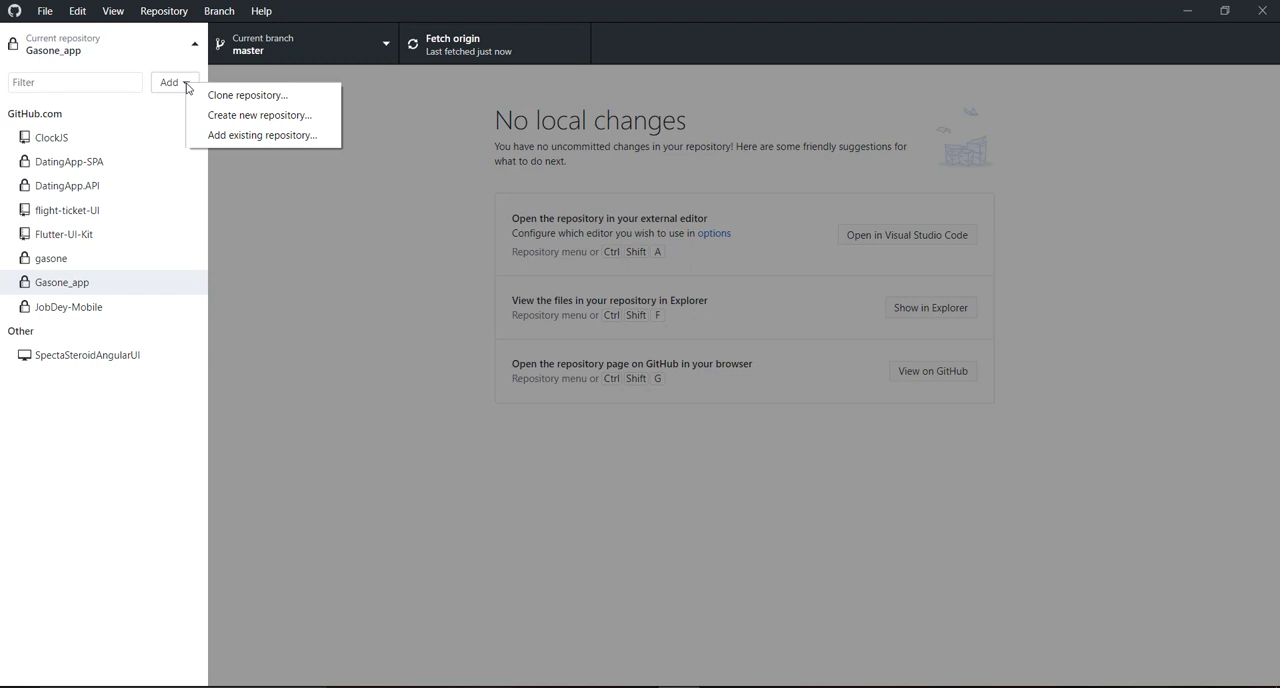 File Edit View Repository Branch Help
Current repository
Gasone_app
Current branch
master
Fetch origin
Last fetched just now
Filter
Add
Clone repository...
Create new repository...
Add existing repository...
GitHub.com
ClockJS
DatingApp-SPA
DatingApp.API
flight-ticket-UI
Flutter-UI-Kit
gasone
Gasone_app
JobDey-Mobile
Other
SpectaSteroidAngularUI
No local changes
You have no uncommitted changes in your repository! Here are some friendly suggestions for
what to do next.
Open the repository in your external editor
Configure which editor you wish to use in options
Repository menu or Ctrl Shift A
Open in Visual Studio Code
View the files in your repository in Explorer
Repository menu or Ctrl Shift F
Show in Explorer
Open the repository page on GitHub in your browser
Repository menu or Ctrl Shift G
View on GitHub